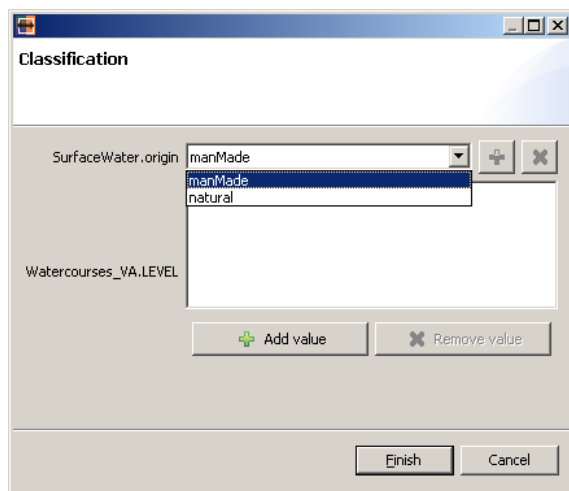 Classification
SurfaceWater.origin manMade
manMade
natural
Watercourses_VA.LEVEL
Add value Remove value
Finish Cancel